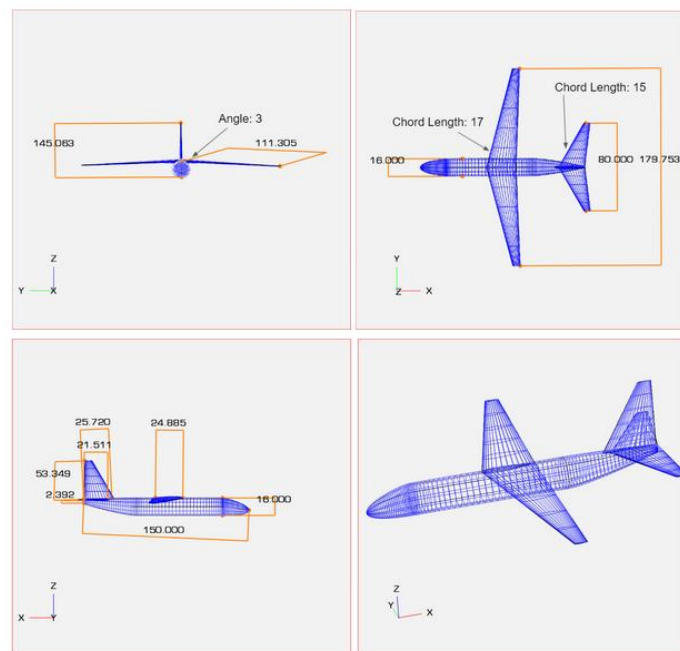 Angle: 3
145.063
111.305
Z
Y
X
Chord Length: 15
Chord Length: 17
16.000
80.000
179.753
Y
Z
X
25.720
24.885
21.511
53.349
2.392
16.000
150.000
Z
X
Y
Z
Y
X